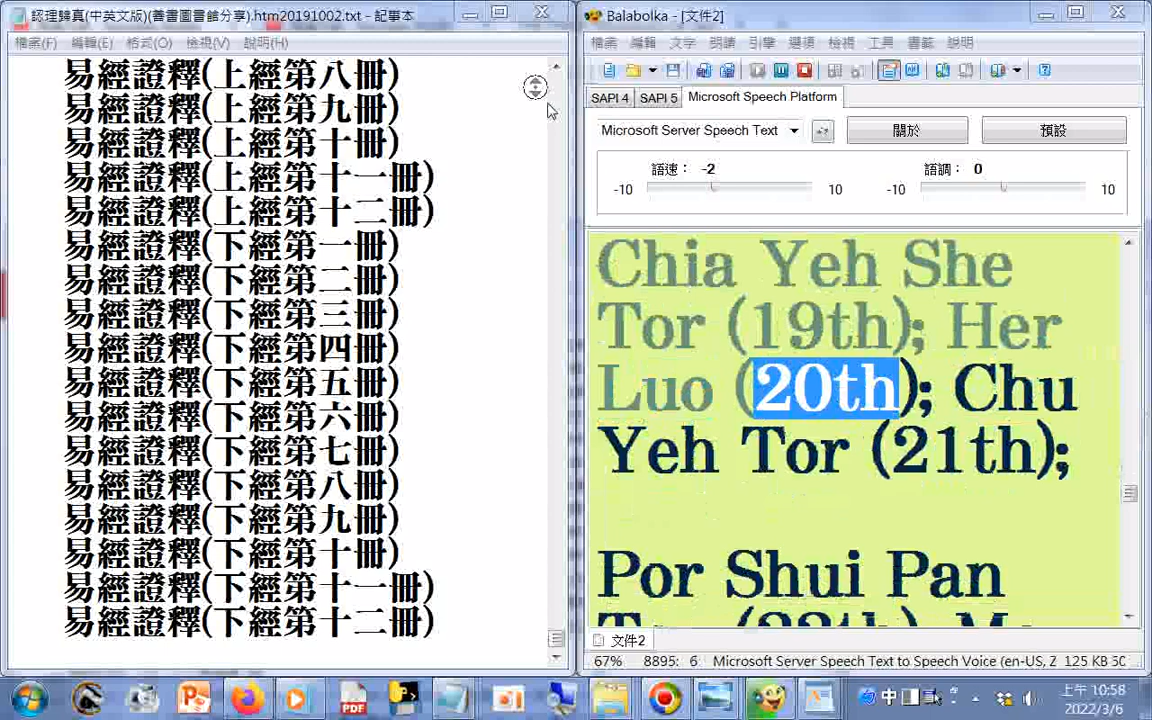 認理歸真(中英文版)(善書圖書館分享).htm20191002.txt - 記事本
檔案(F) 編輯(E) 格式(O) 檢視(V) 說明(H)
易經證釋(上經第八冊)
易經證釋(上經第九冊)
易經證釋(上經第十冊)
易經證釋(上經第十一冊)
易經證釋(上經第十二冊)
易經證釋(下經第一冊)
易經證釋(下經第二冊)
易經證釋(下經第三冊)
易經證釋(下經第四冊)
易經證釋(下經第五冊)
易經證釋(下經第六冊)
易經證釋(下經第七冊)
易經證釋(下經第八冊)
易經證釋(下經第九冊)
易經證釋(下經第十冊)
易經證釋(下經第十一冊)
易經證釋(下經第十二冊)
Balabolka - [文件2]
檔案 編輯 文字 朗讀 引擎 選項 檢視 工具 書籤 說明
SAPI 4 SAPI 5 Microsoft Speech Platform
Microsoft Server Speech Text 關於 預設
語速： -2 語調： 0
-10 10 -10 10
Chia Yeh She
Tor (19th); Her
Luo (20th); Chu
Yeh Tor (21th);
Por Shui Pan
文件2
67% 8895: 6 Microsoft Server Speech Text to Speech Voice (en-US, Z 125 KB
PDF 中 上午 10:58
2022/3/6